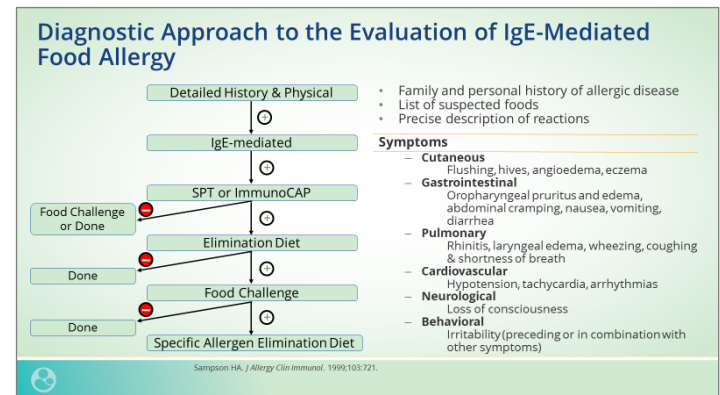 Diagnostic Approach to the Evaluation of IgE-Mediated
Food Allergy
Detailed History & Physical
+
IgE-mediated
+
SPT or ImmunoCAP
Food Challenge
or Done
+
Elimination Diet
Done
+
Food Challenge
Done
+
Specific Allergen Elimination Diet
• Family and personal history of allergic disease
• List of suspected foods
• Precise description of reactions
Symptoms
– Cutaneous
Flushing, hives, angioedema, eczema
– Gastrointestinal
Oropharyngeal pruritus and edema,
abdominal cramping, nausea, vomiting,
diarrhea
– Pulmonary
Rhinitis, laryngeal edema, wheezing, coughing
& shortness of breath
– Cardiovascular
Hypotension, tachycardia, arrhythmias
– Neurological
Loss of consciousness
– Behavioral
Irritability (preceding or in combination with
other symptoms)
Sampson HA. J Allergy Clin Immunol. 1999;103:721.